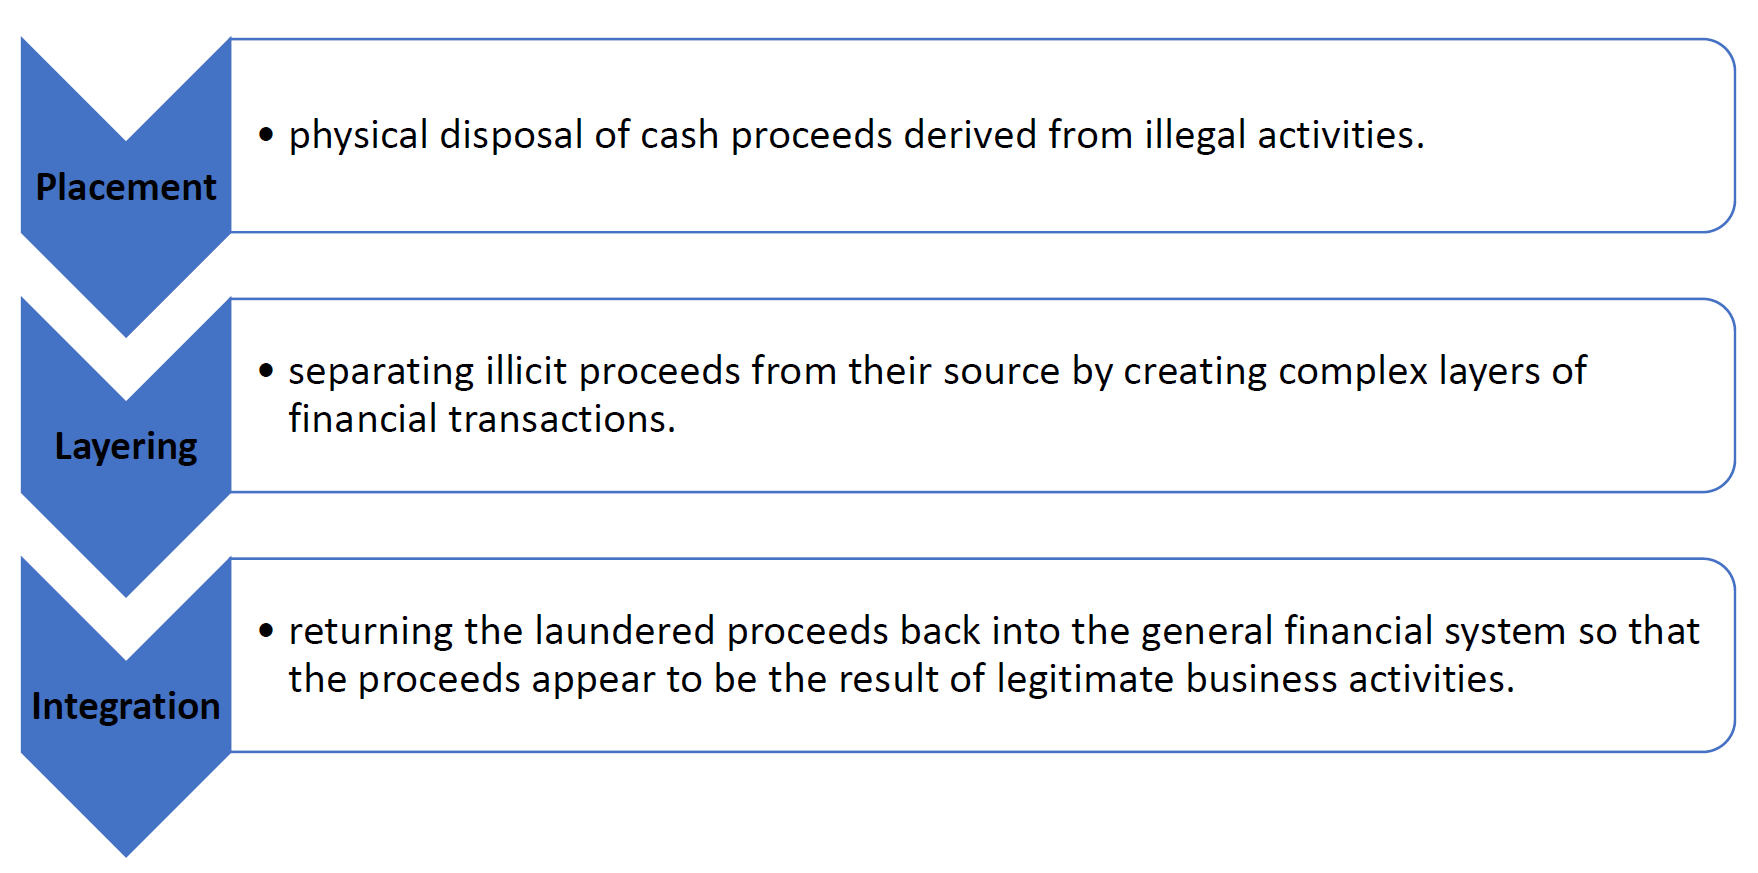 Placement
• physical disposal of cash proceeds derived from illegal activities.
Layering
• separating illicit proceeds from their source by creating complex layers of
financial transactions.
Integration
• returning the laundered proceeds back into the general financial system so that
the proceeds appear to be the result of legitimate business activities.